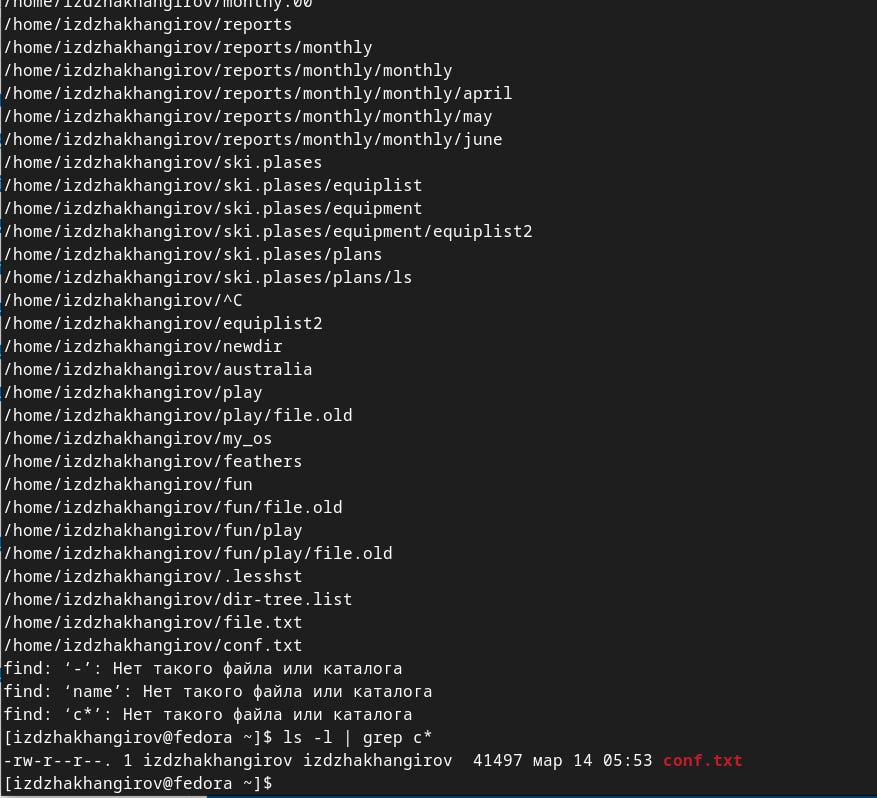 /home/izdzhakhangirov/monthy.00
/home/izdzhakhangirov/reports
/home/izdzhakhangirov/reports/monthly
/home/izdzhakhangirov/reports/monthly/monthly
/home/izdzhakhangirov/reports/monthly/monthly/april
/home/izdzhakhangirov/reports/monthly/monthly/may
/home/izdzhakhangirov/reports/monthly/monthly/june
/home/izdzhakhangirov/ski.plases
/home/izdzhakhangirov/ski.plases/equiplist
/home/izdzhakhangirov/ski.plases/equipment
/home/izdzhakhangirov/ski.plases/equipment/equiplist2
/home/izdzhakhangirov/ski.plases/plans
/home/izdzhakhangirov/ski.plases/plans/ls
/home/izdzhakhangirov/^C
/home/izdzhakhangirov/equiplist2
/home/izdzhakhangirov/newdir
/home/izdzhakhangirov/australia
/home/izdzhakhangirov/play
/home/izdzhakhangirov/play/file.old
/home/izdzhakhangirov/my_os
/home/izdzhakhangirov/feathers
/home/izdzhakhangirov/fun
/home/izdzhakhangirov/fun/file.old
/home/izdzhakhangirov/fun/play
/home/izdzhakhangirov/fun/play/file.old
/home/izdzhakhangirov/.lesshst
/home/izdzhakhangirov/dir-tree.list
/home/izdzhakhangirov/file.txt
/home/izdzhakhangirov/conf.txt
find: ‘-’: Нет такого файла или каталога
find: ‘name’: Нет такого файла или каталога
find: ‘c*’: Нет такого файла или каталога
[izdzhakhangirov@fedora ~]$ ls -l | grep c*
-rw-r--r--. 1 izdzhakhangirov izdzhakhangirov  41497 мар 14 05:53 conf.txt
[izdzhakhangirov@fedora ~]$